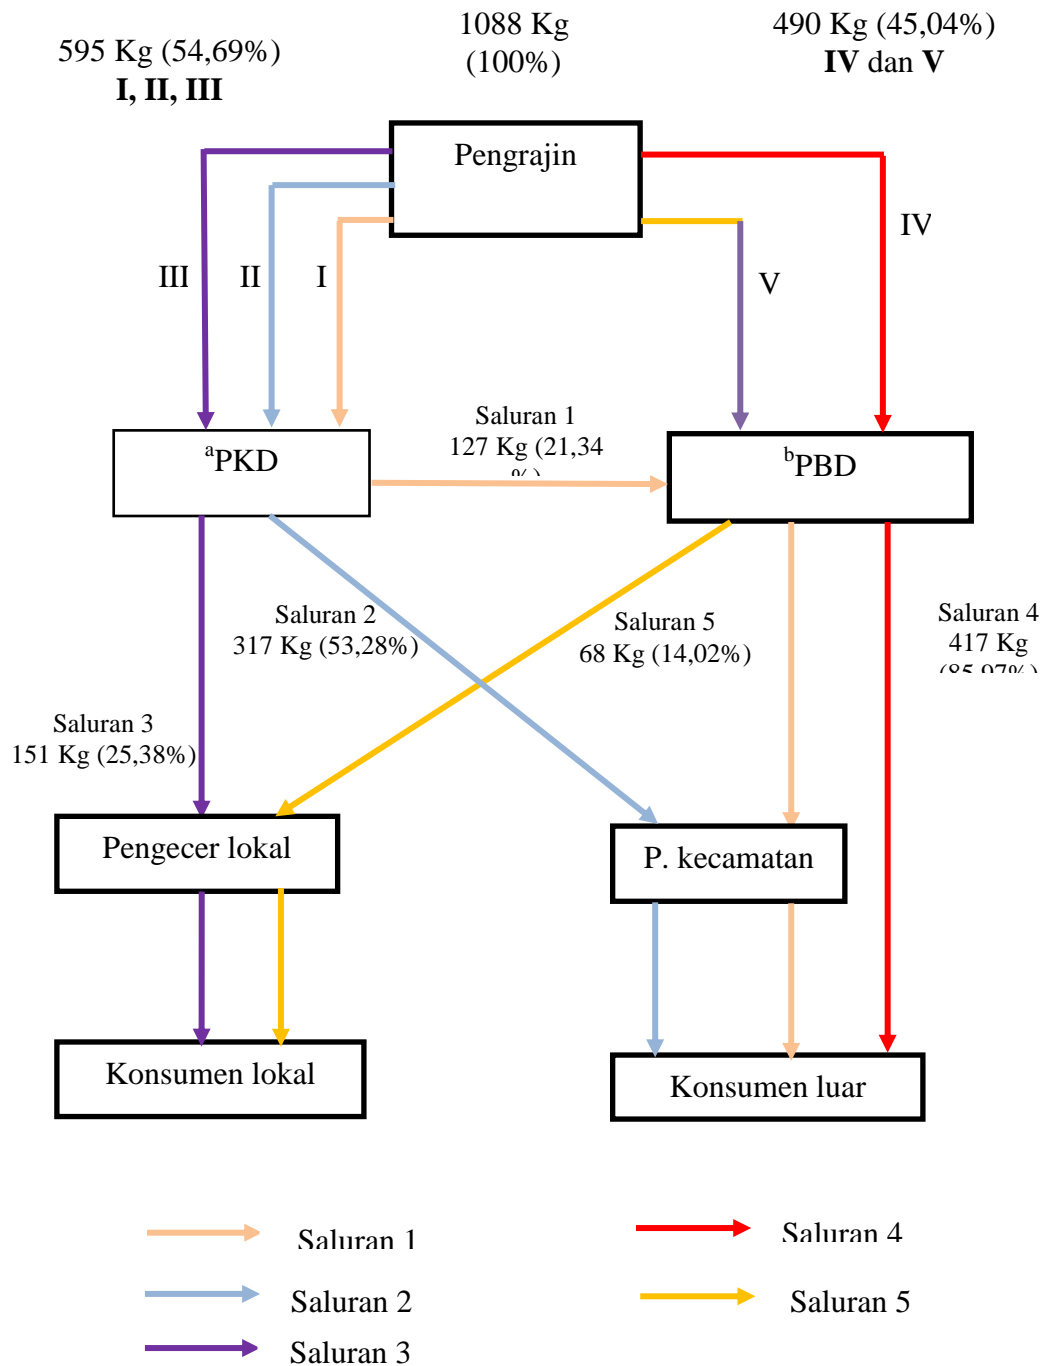 595 Kg (54,69%)
I, II, III
1088 Kg
(100%)
490 Kg (45,04%)
IV dan V
Pengrajin
III
II
I
V
IV
aPKD
Saluran 1
127 Kg (21,34
%)
bPBD
Saluran 2
317 Kg (53,28%)
Saluran 5
68 Kg (14,02%)
Saluran 4
417 Kg
(85,97%)
Saluran 3
151 Kg (25,38%)
Pengecer lokal
P. kecamatan
Konsumen lokal
Konsumen luar
Saluran 1
Saluran 4
Saluran 2
Saluran 5
Saluran 3